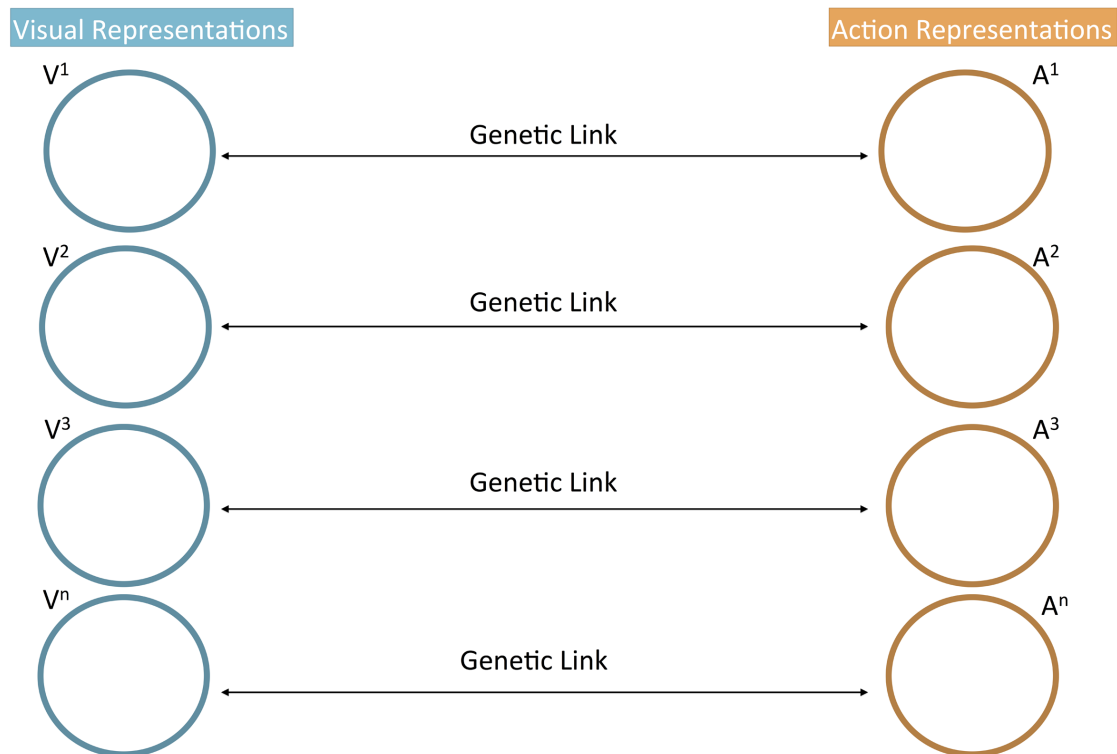 Visual Representations
Action Representations
V¹
A¹
Genetic Link
V²
A²
Genetic Link
V³
A³
Genetic Link
Vⁿ
Aⁿ
Genetic Link